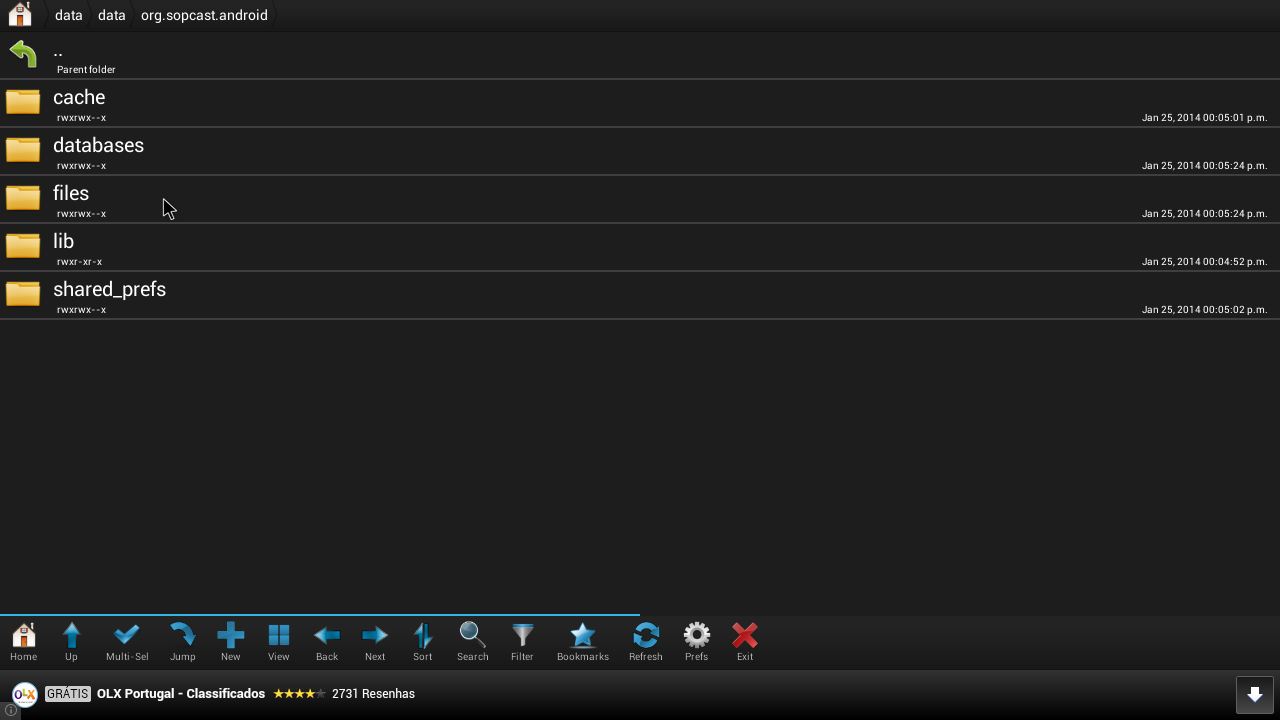 data data org.sopcast.android
..
Parent folder
cache
rwxrwx--x Jan 25, 2014 00:05:01 p.m.
databases
rwxrwx--x Jan 25, 2014 00:05:24 p.m.
files
rwxrwx--x Jan 25, 2014 00:05:24 p.m.
lib
rwxr-xr-x Jan 25, 2014 00:04:52 p.m.
shared_prefs
rwxrwx--x Jan 25, 2014 00:05:02 p.m.
Home Up Multi-Sel Jump New View Back Next Sort Search Filter Bookmarks Refresh Prefs Exit
OLX GRÁTIS OLX Portugal - Classificados 2731 Resenhas